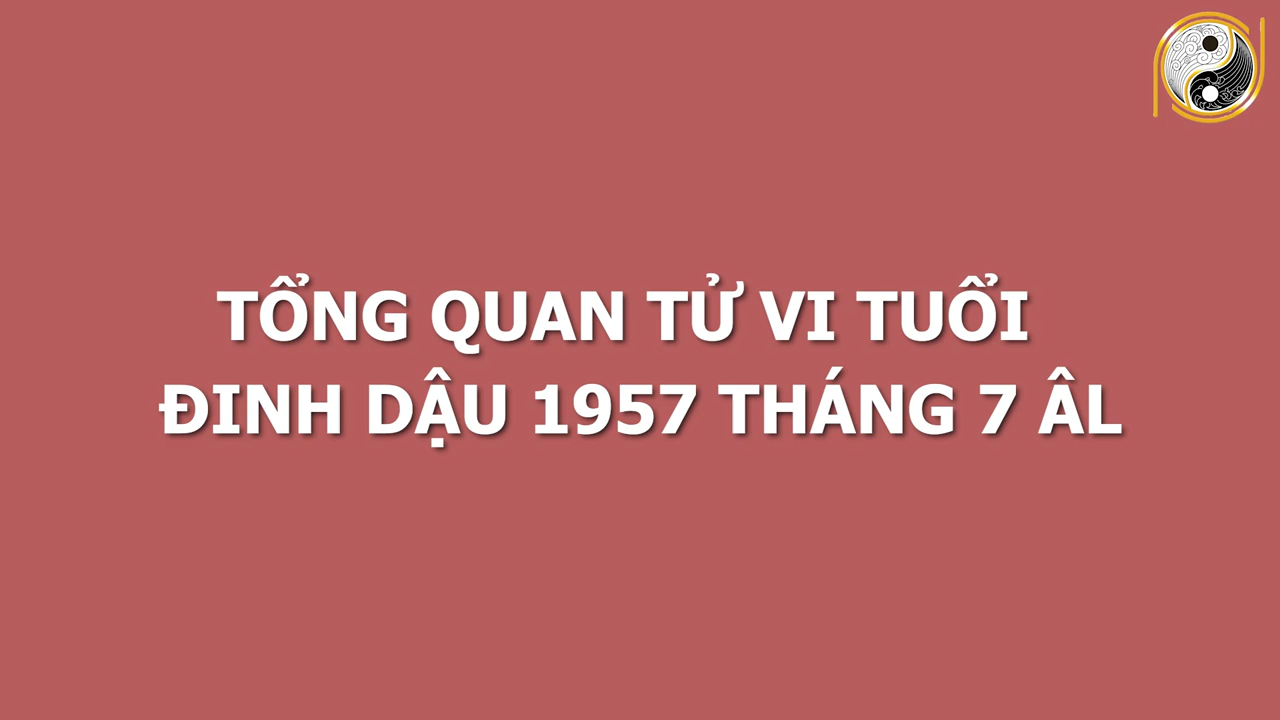 TỔNG QUAN TỬ VI TUỔI
ĐINH DẬU 1957 THÁNG 7 ÂL